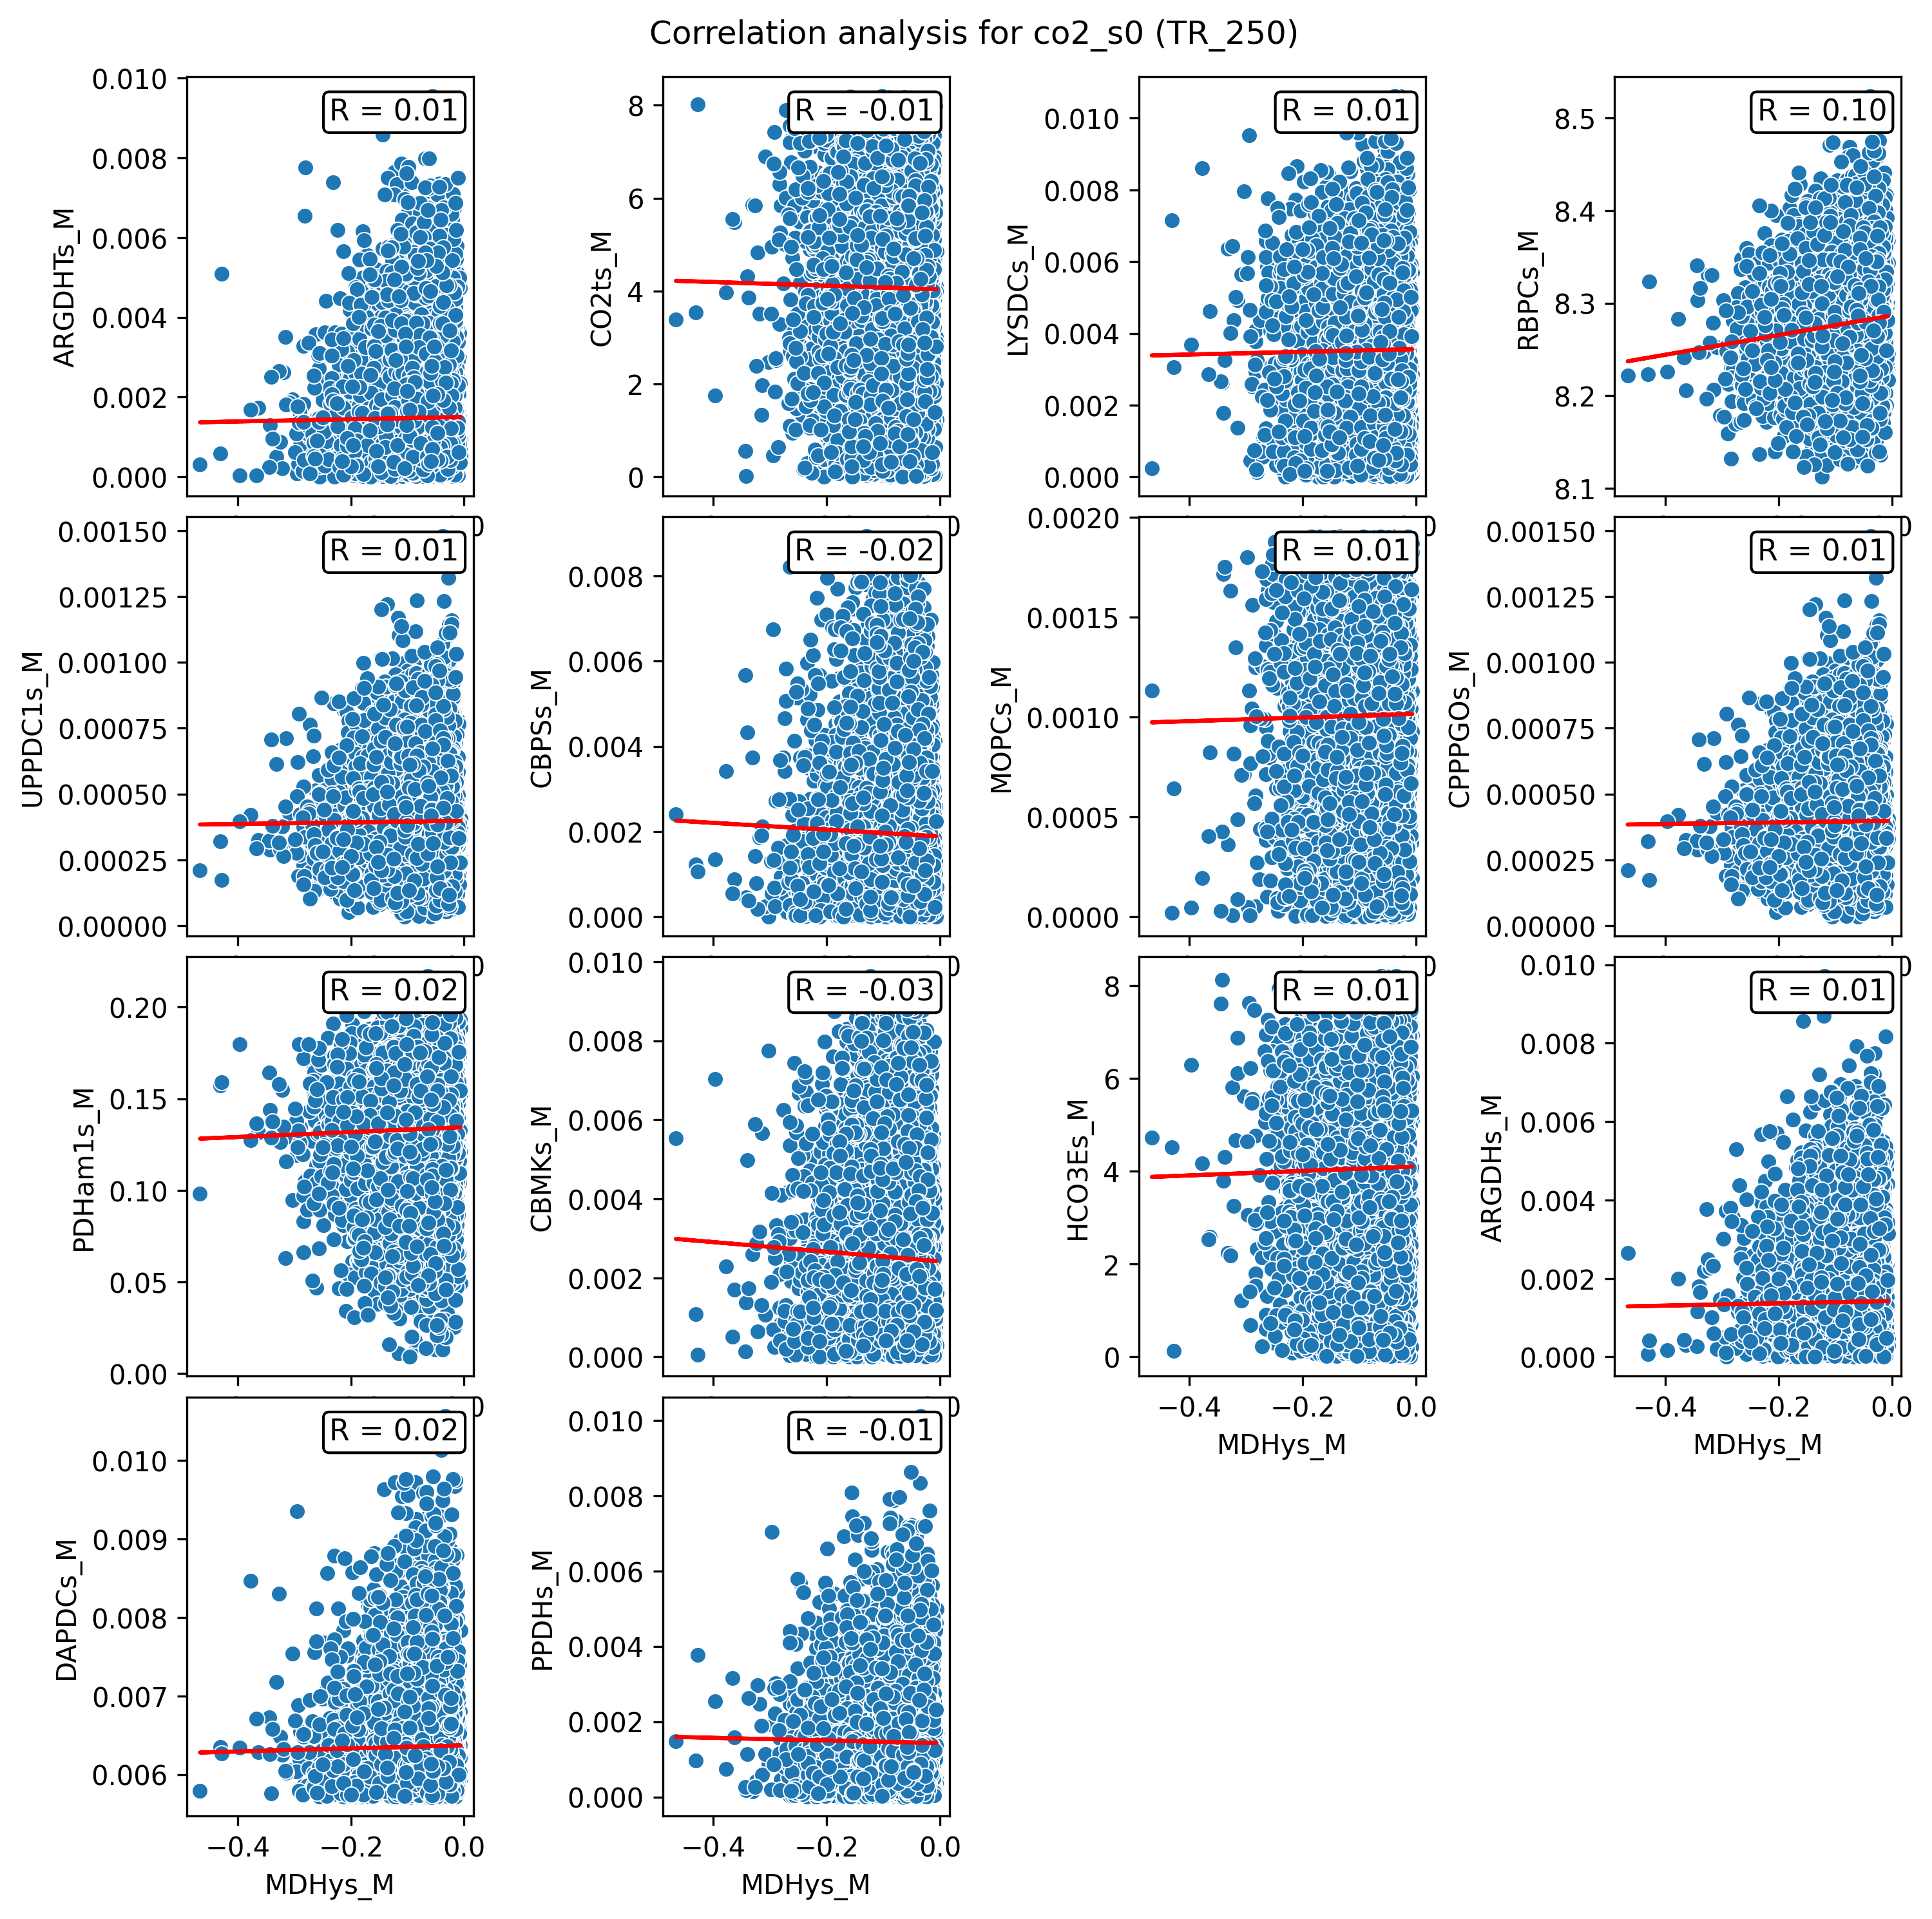 Correlation analysis for co2_s0 (TR_250)
ARGDHTs_M
0.010
0.008
0.006
0.004
0.002
0.000
R = 0.01
CO2ts_M
8
6
4
2
0
R = -0.01
LYSDCs_M
0.010
0.008
0.006
0.004
0.002
0.000
R = 0.01
RBPCs_M
8.5
8.4
8.3
8.2
8.1
R = 0.10
UPPDC1s_M
0.00150
0.00125
0.00100
0.00075
0.00050
0.00025
0.00000
R = 0.01
0
CBPSs_M
0.008
0.006
0.004
0.002
0.000
R = -0.02
0
MOPCs_M
0.0020
0.0015
0.0010
0.0005
0.0000
R = 0.01
0
CPPPGOs_M
0.00150
0.00125
0.00100
0.00075
0.00050
0.00025
0.00000
R = 0.01
0
PDHam1s_M
0.20
0.15
0.10
0.05
0.00
R = 0.02
0
CBMKs_M
0.010
0.008
0.006
0.004
0.002
0.000
R = -0.03
0
HCO3Es_M
8
6
4
2
0
R = 0.01
0
−0.4 −0.2 0.0
MDHys_M
ARGDHs_M
0.010
0.008
0.006
0.004
0.002
0.000
R = 0.01
0
−0.4 −0.2 0.0
MDHys_M
DAPDCs_M
0.010
0.009
0.008
0.007
0.006
R = 0.02
0
−0.4 −0.2 0.0
MDHys_M
PPDHs_M
0.010
0.008
0.006
0.004
0.002
0.000
R = -0.01
0
−0.4 −0.2 0.0
MDHys_M